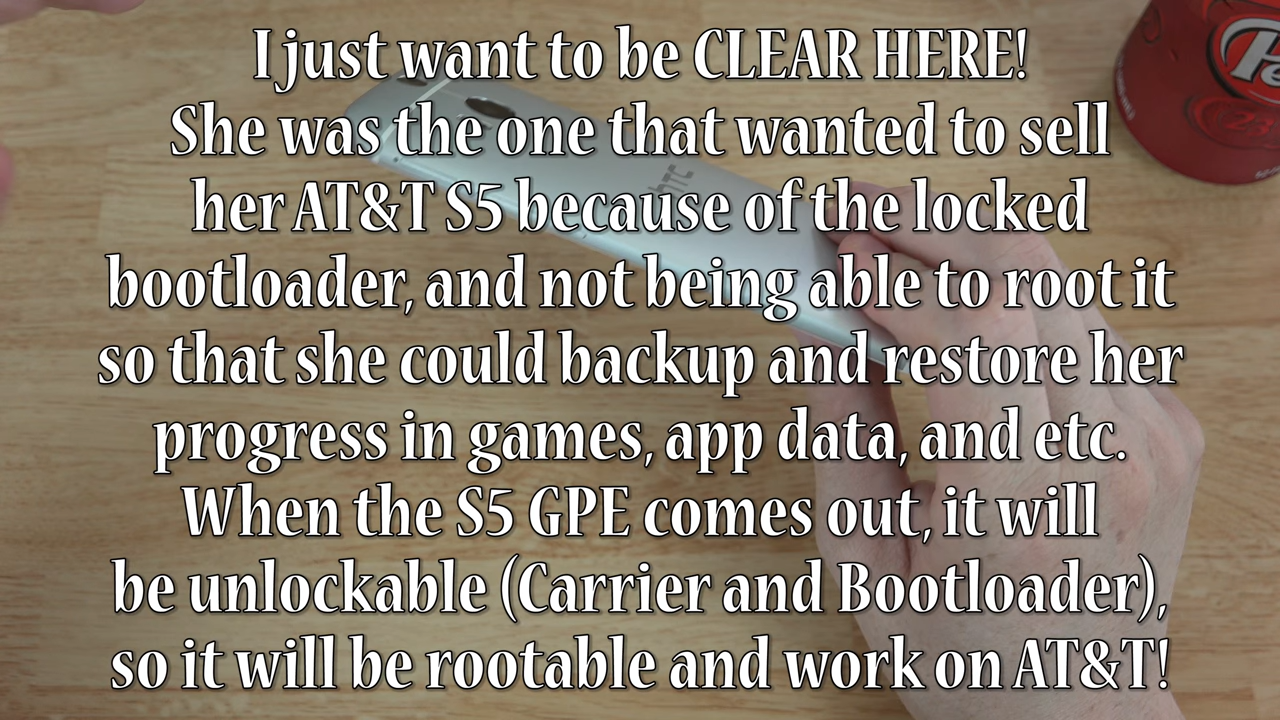 I just want to be CLEAR HERE!
She was the one that wanted to sell
her AT&T S5 because of the locked
bootloader, and not being able to root it
so that she could backup and restore her
progress in games, app data, and etc.
When the S5 GPE comes out, it will
be unlockable (Carrier and Bootloader),
so it will be rootable and work on AT&T!
hTC
23